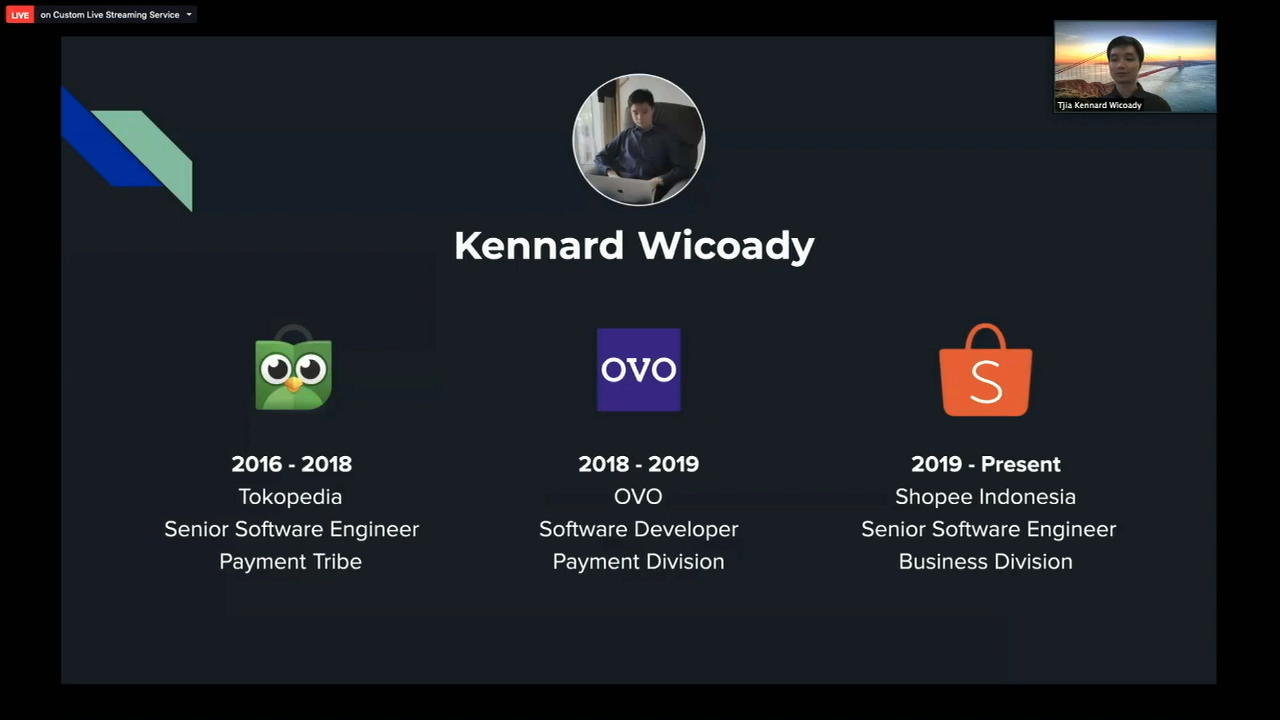 LIVE on Custom Live Streaming Service
Tjia Kennard Wicoady
Kennard Wicoady
OVO
S
2016 - 2018
Tokopedia
Senior Software Engineer
Payment Tribe
2018 - 2019
OVO
Software Developer
Payment Division
2019 - Present
Shopee Indonesia
Senior Software Engineer
Business Division